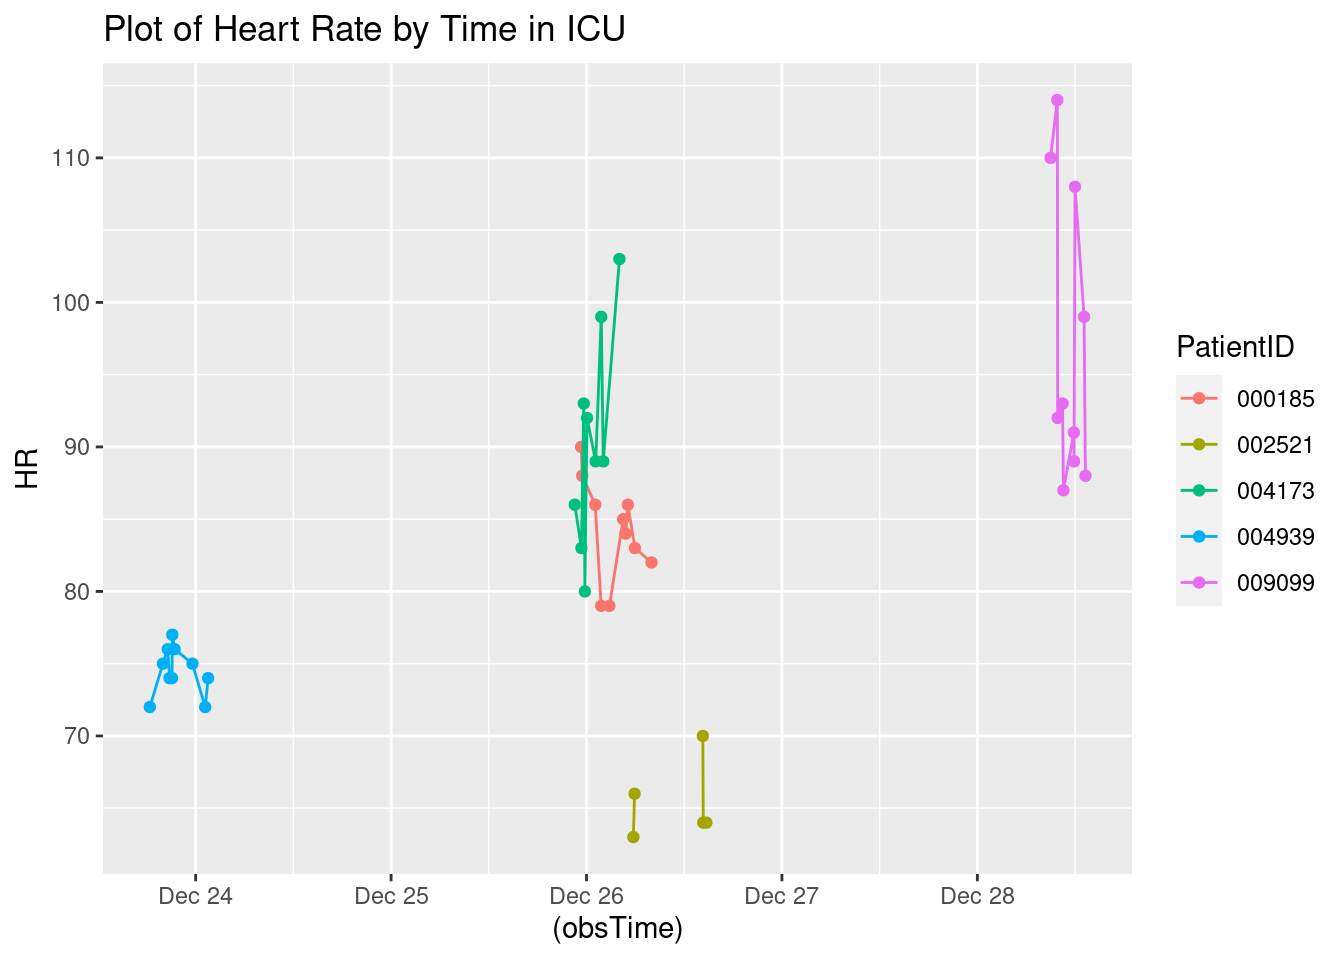 Plot of Heart Rate by Time in ICU
110
100
90
80
70
HR
Dec 24
Dec 25
Dec 26
Dec 27
Dec 28
(obsTime)
PatientID
000185
002521
004173
004939
009099